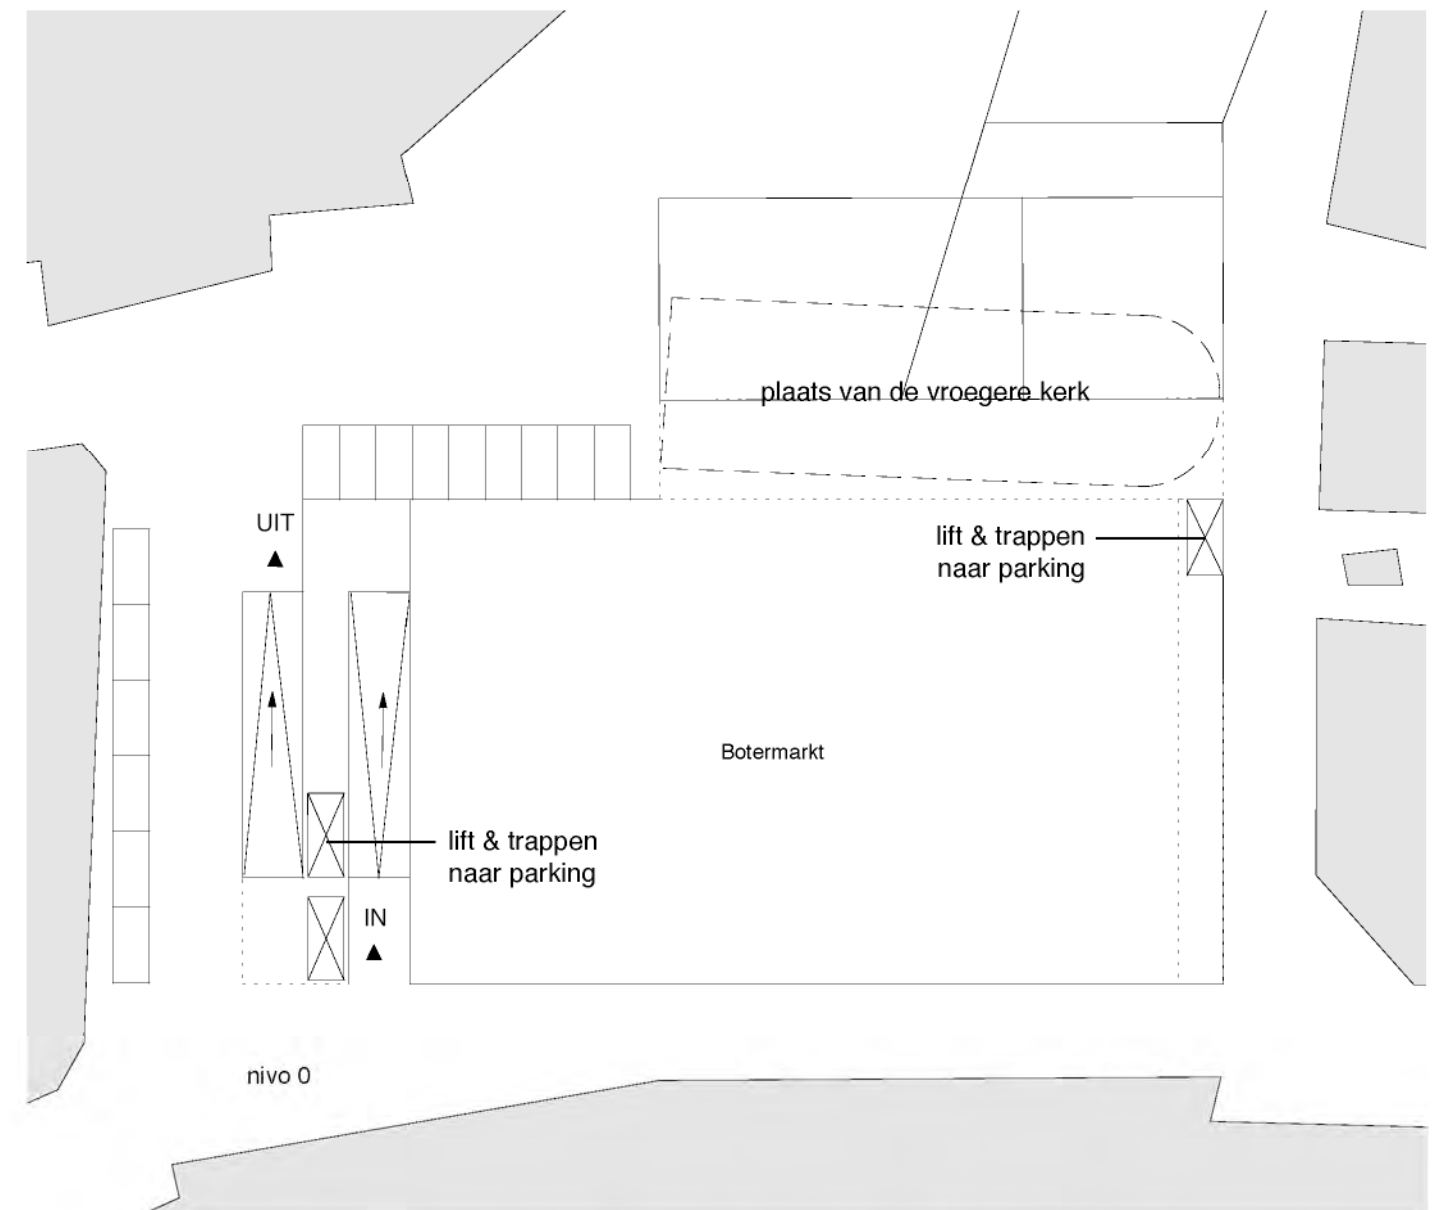 plaats van de vroegere kerk
UIT
lift & trappen
naar parking
Botermarkt
lift & trappen
naar parking
IN
nivo 0